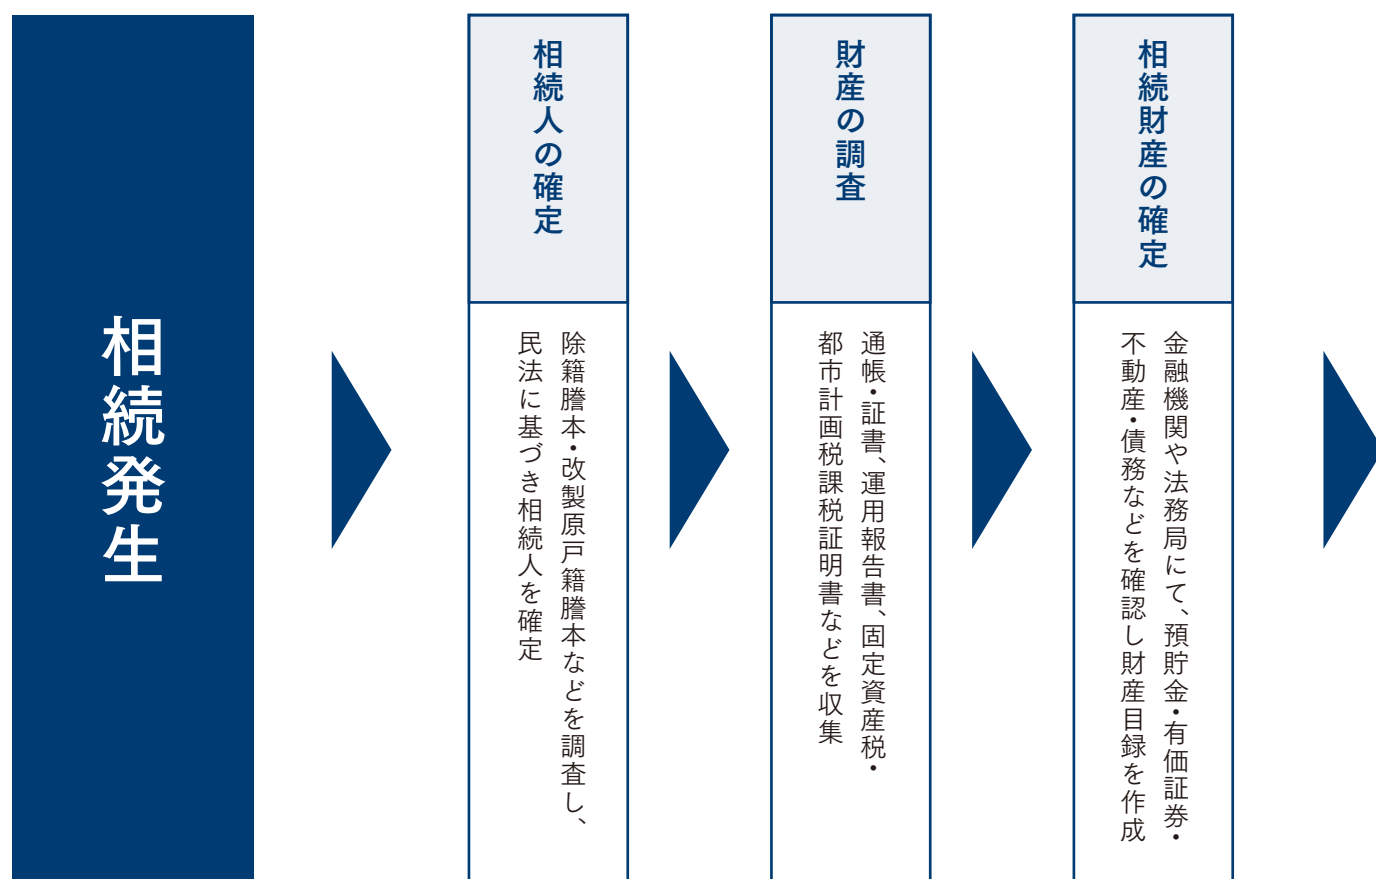 相続発生
相続人の確定
除籍謄本・改製原戸籍謄本などを調査し、
民法に基づき相続人を確定
財産の調査
通帳・証書、運用報告書、固定資産税・
都市計画税課税証明書などを収集
相続財産の確定
金融機関や法務局にて、預貯金・有価証券・
不動産・債務などを確認し財産目録を作成